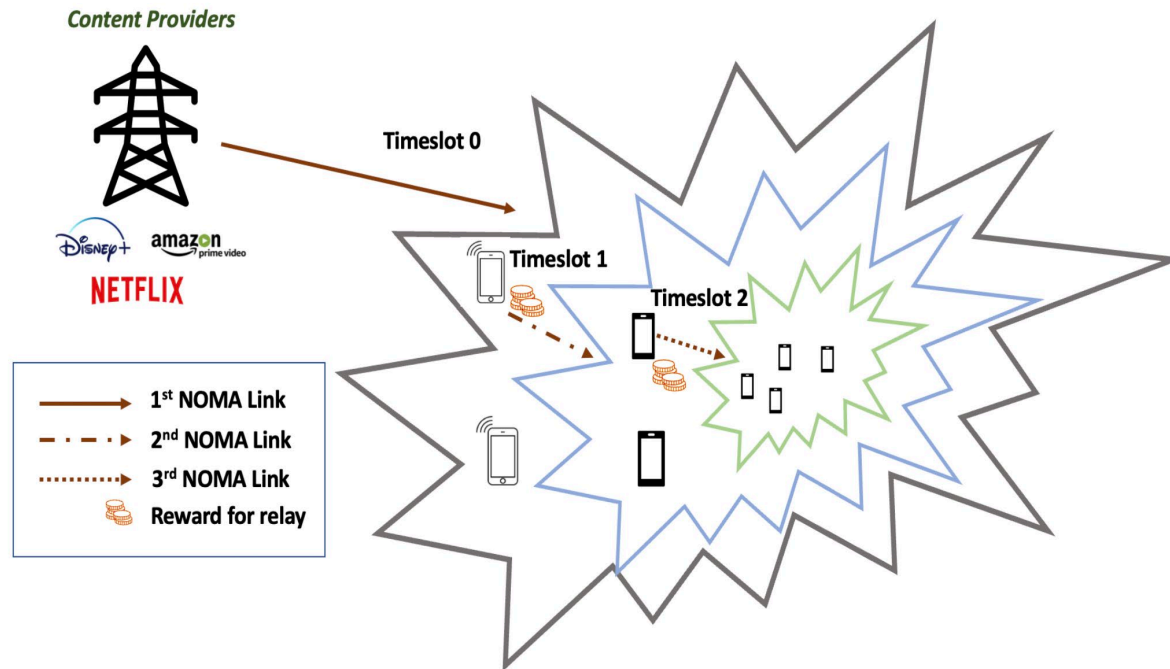 Content Providers
Timeslot 0
Disney+
amazon
prime video
NETFLIX
Timeslot 1
Timeslot 2
1st NOMA Link
2nd NOMA Link
3rd NOMA Link
Reward for relay